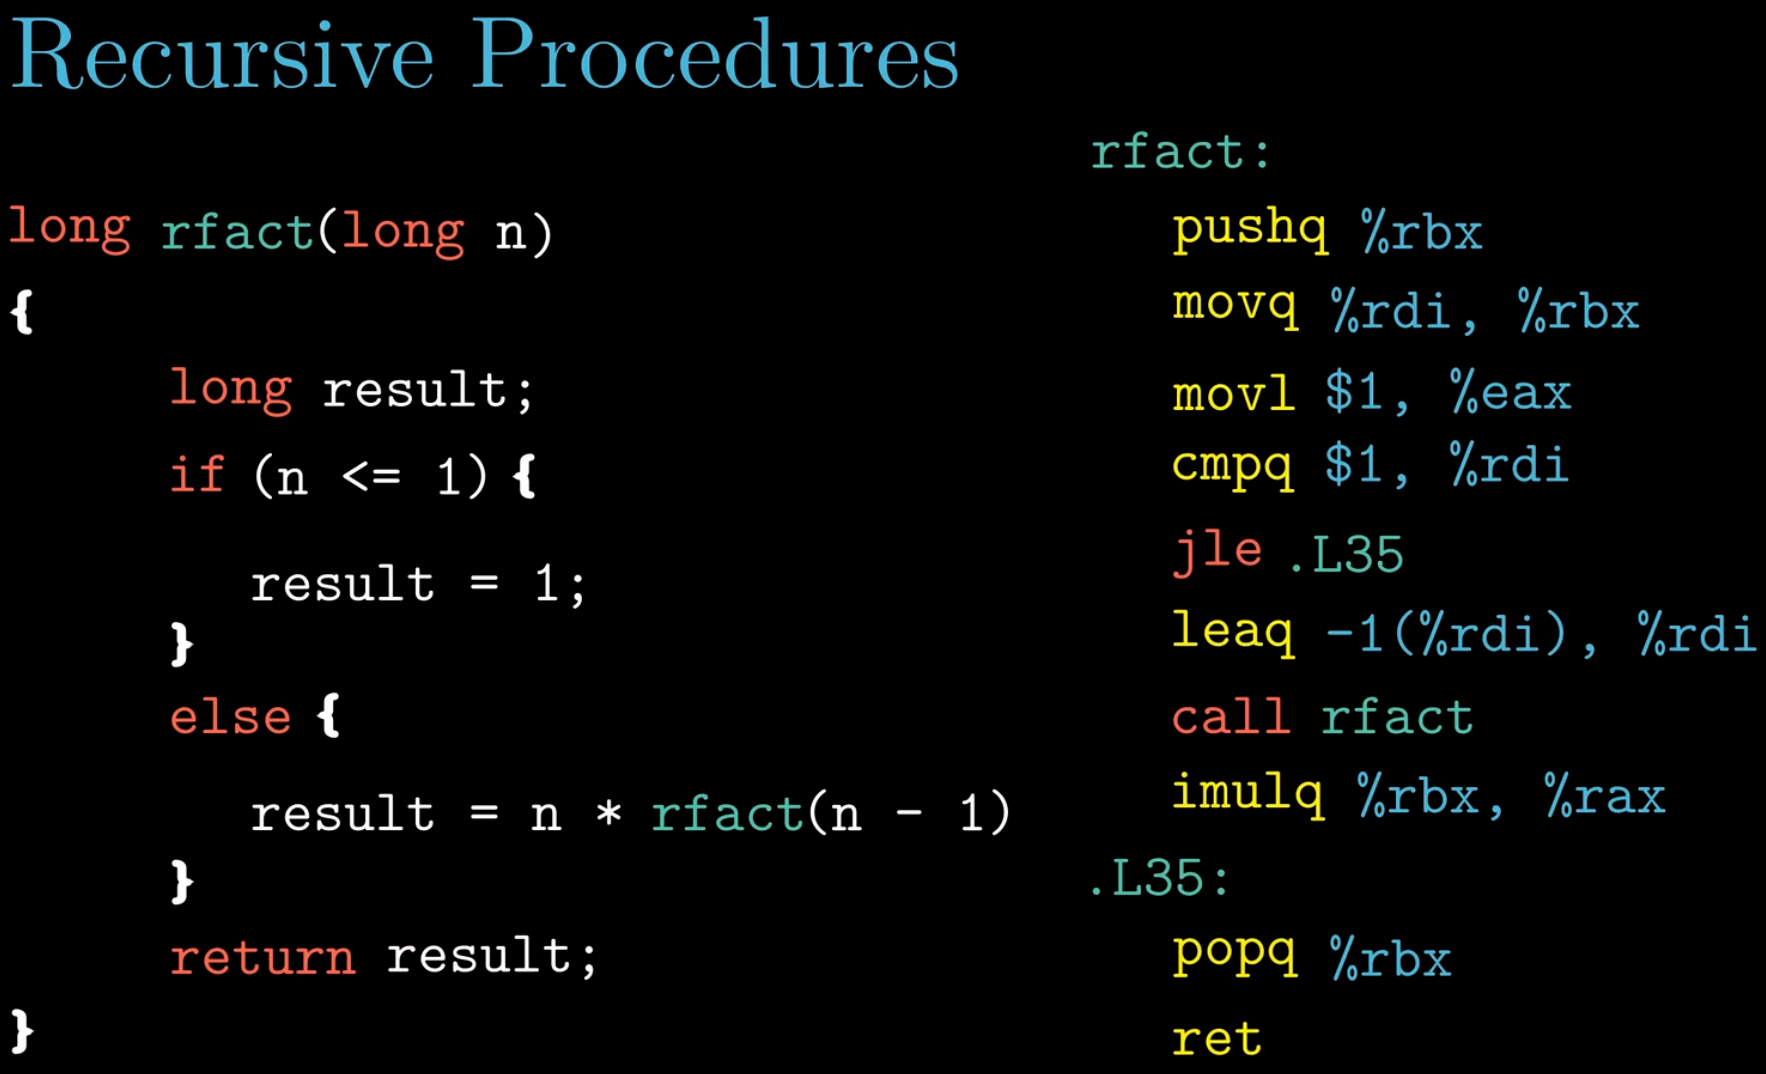 Recursive Procedures
long rfact(long n)
{
long result;
if (n <= 1) {
result = 1;
}
else {
result = n * rfact(n - 1)
}
return result;
}
rfact:
pushq %rbx
movq %rdi, %rbx
movl $1, %eax
cmpq $1, %rdi
jle .L35
leaq -1(%rdi), %rdi
call rfact
imulq %rbx, %rax
.L35:
popq %rbx
ret